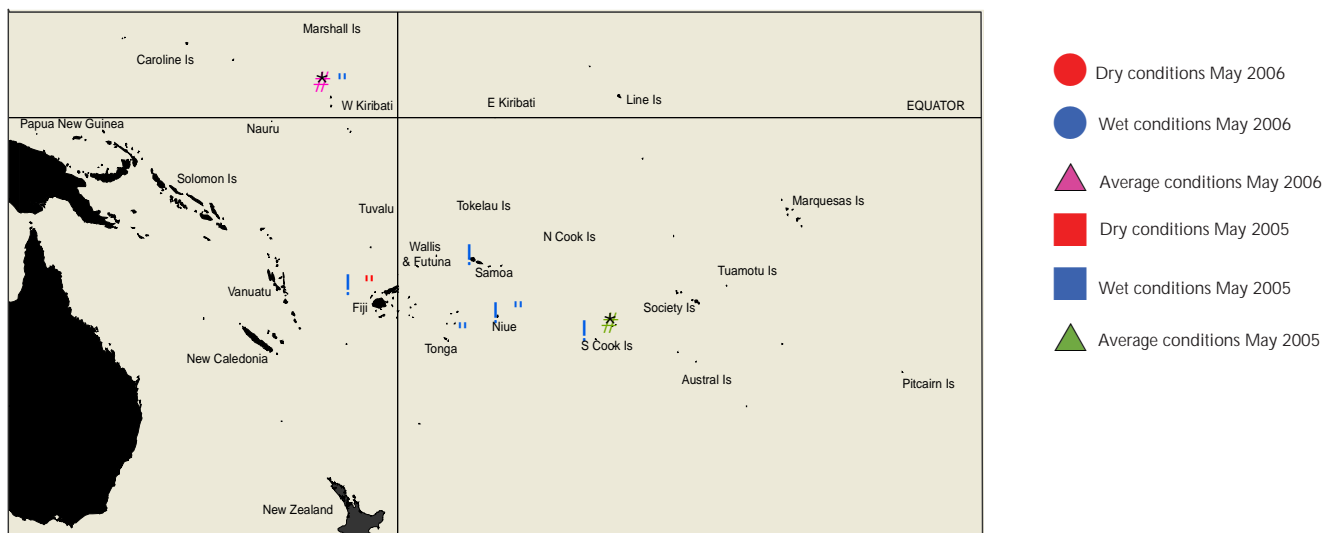 Marshall Is
Caroline Is
*
#
"
W Kiribati
E Kiribati
Line Is
EQUATOR
Papua New Guinea
Nauru
Solomon Is
Tuvalu
Tokelau Is
Marquesas Is
N Cook Is
Wallis
& Futuna
!
Samoa
Tuamotu Is
Vanuatu
!
"
Fiji
!
"
Niue
Society Is
"
Tonga
!
*
#
S Cook Is
New Caledonia
Austral Is
Pitcairn Is
New Zealand
Dry conditions May 2006
Wet conditions May 2006
Average conditions May 2006
Dry conditions May 2005
Wet conditions May 2005
Average conditions May 2005